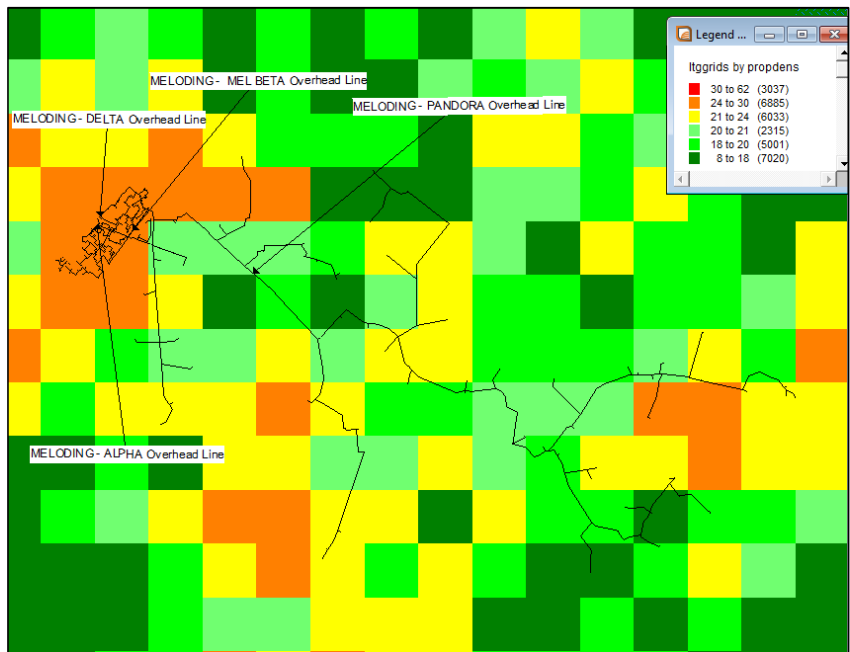 Legend ...
ltggrids by propdens
30 to 62 (3037)
24 to 30 (6885)
21 to 24 (6033)
20 to 21 (2315)
18 to 20 (5001)
8 to 18 (7020)
MELODING - MEL BETA Overhead Line
MELODING - PANDORA Overhead Line
MELODING - DELTA Overhead Line
MELODING - ALPHA Overhead Line